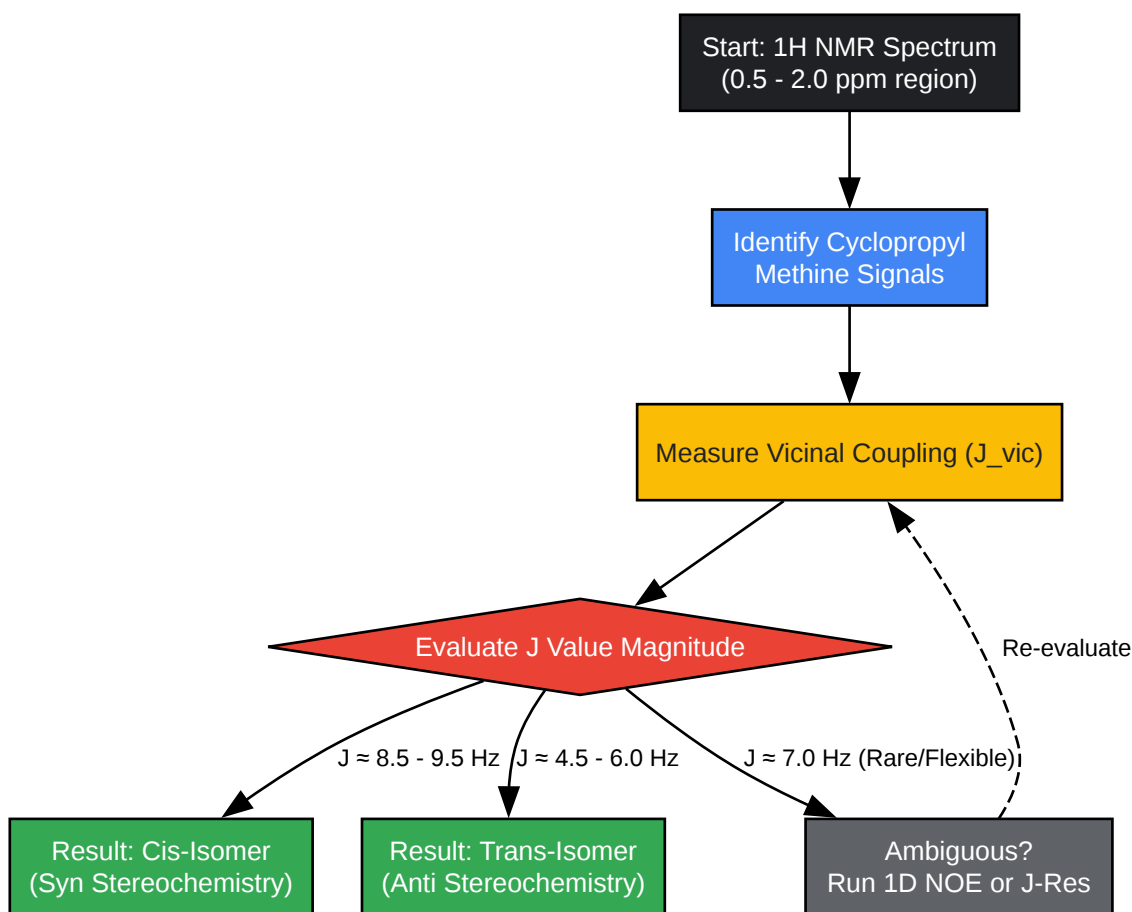 Start: 1H NMR Spectrum
(0.5 - 2.0 ppm region)
Identify Cyclopropyl
Methine Signals
Measure Vicinal Coupling (J_vic)
Evaluate J Value Magnitude
Re-evaluate
J ≈ 8.5 - 9.5 Hz
J ≈ 4.5 - 6.0 Hz
J ≈ 7.0 Hz (Rare/Flexible)
Result: Cis-Isomer
(Syn Stereochemistry)
Result: Trans-Isomer
(Anti Stereochemistry)
Ambiguous?
Run 1D NOE or J-Res